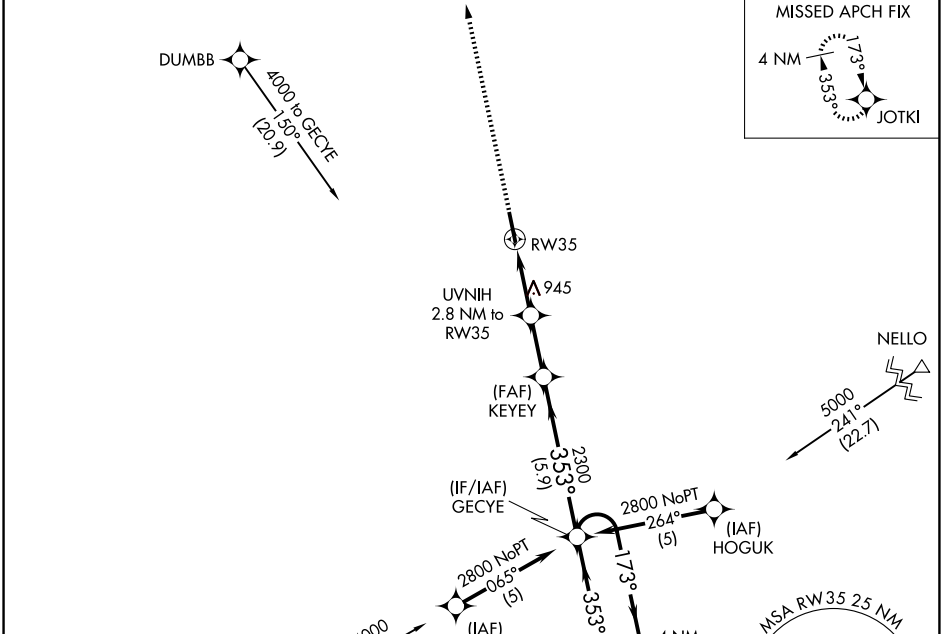 MISSED APCH FIX
4 NM
173°
353°
JOTKI
DUMBB
4000 to GECYE
150°
(20.9)
RW35
945
UVNIH
2.8 NM to
RW35
NELLO
(FAF)
KEYEY
5000
241°
(22.7)
2300
353°
(5.9)
(IF/IAF)
GECYE
2800 NoPT
264°
(5)
(IAF)
HOGUK
2800 NoPT
065°
(5)
173°
353°
(IAF)
4 NM
MSA RW35 25 NM